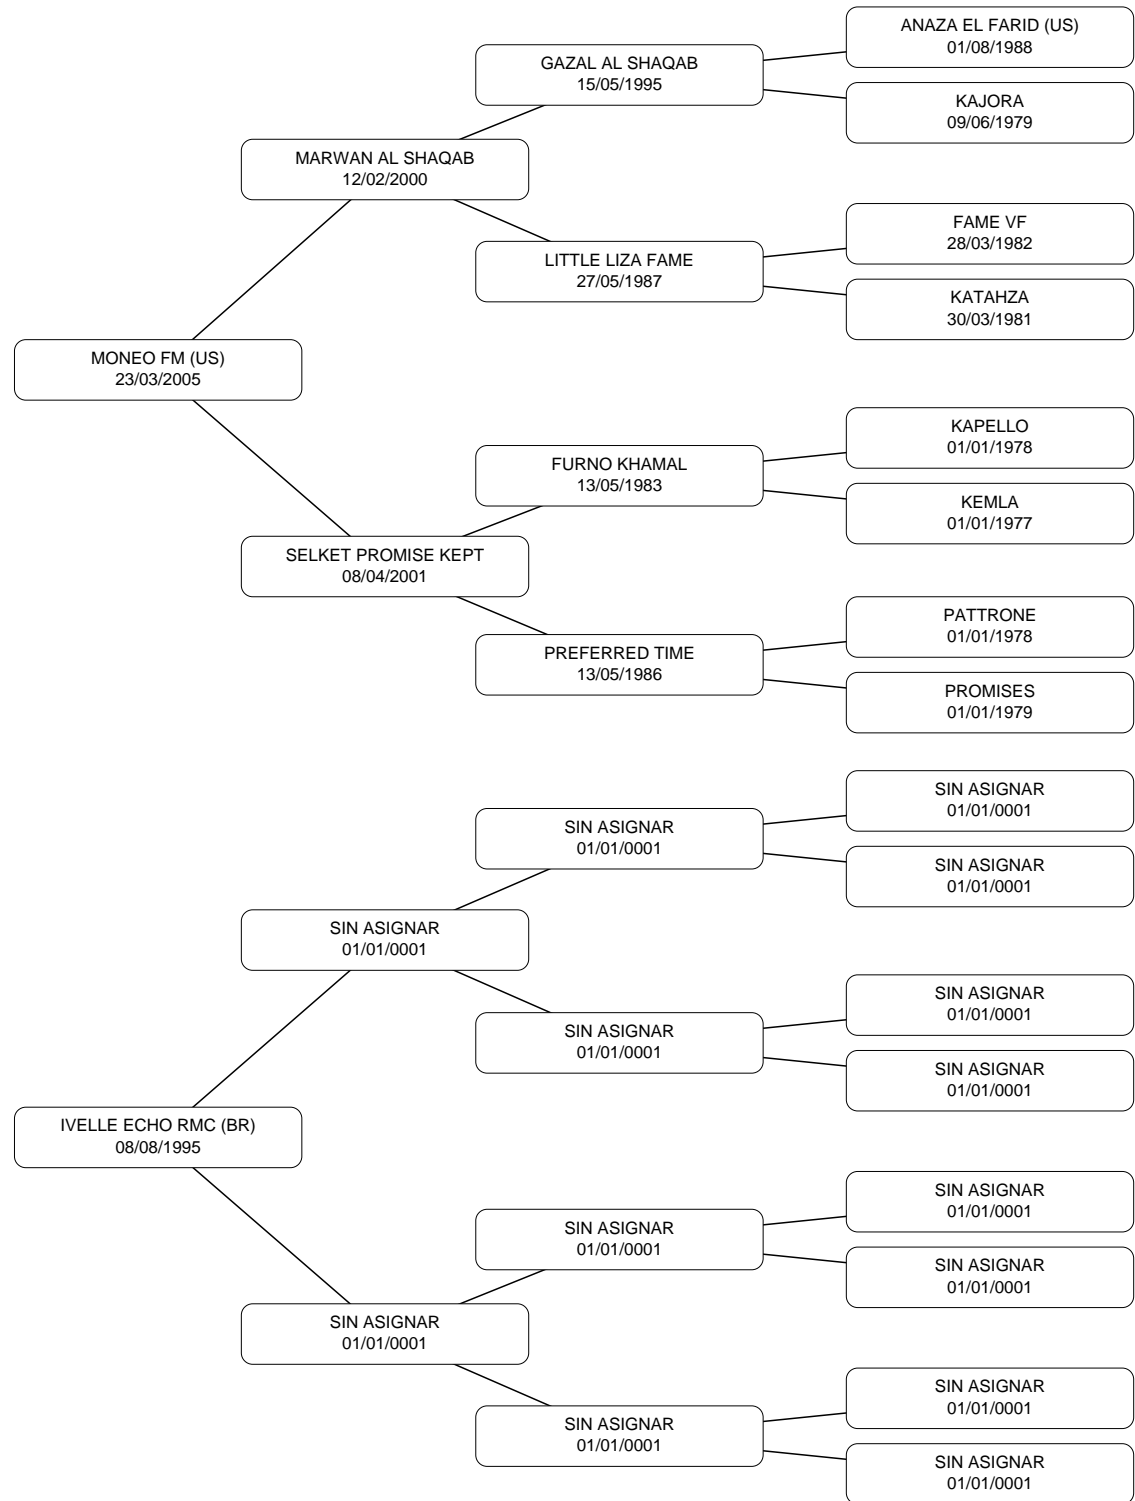 ANAZA EL FARID (US)
01/08/1988
GAZAL AL SHAQAB
15/05/1995
KAJORA
09/06/1979
MARWAN AL SHAQAB
12/02/2000
FAME VF
28/03/1982
LITTLE LIZA FAME
27/05/1987
KATAHZA
30/03/1981
MONEO FM (US)
23/03/2005
KAPELLO
01/01/1978
FURNO KHAMAL
13/05/1983
KEMLA
01/01/1977
SELKET PROMISE KEPT
08/04/2001
PATTRONE
01/01/1978
PREFERRED TIME
13/05/1986
PROMISES
01/01/1979
SIN ASIGNAR
01/01/0001
SIN ASIGNAR
01/01/0001
SIN ASIGNAR
01/01/0001
SIN ASIGNAR
01/01/0001
SIN ASIGNAR
01/01/0001
SIN ASIGNAR
01/01/0001
SIN ASIGNAR
01/01/0001
IVELLE ECHO RMC (BR)
08/08/1995
SIN ASIGNAR
01/01/0001
SIN ASIGNAR
01/01/0001
SIN ASIGNAR
01/01/0001
SIN ASIGNAR
01/01/0001
SIN ASIGNAR
01/01/0001
SIN ASIGNAR
01/01/0001
SIN ASIGNAR
01/01/0001